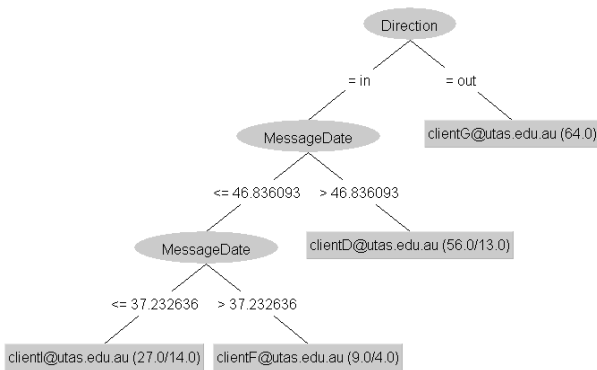 Direction
= in
= out
MessageDate
clientG@utas.edu.au (64.0)
<= 46.836093
> 46.836093
MessageDate
clientD@utas.edu.au (56.0/13.0)
<= 37.232636
> 37.232636
clientI@utas.edu.au (27.0/14.0)
clientF@utas.edu.au (9.0/4.0)